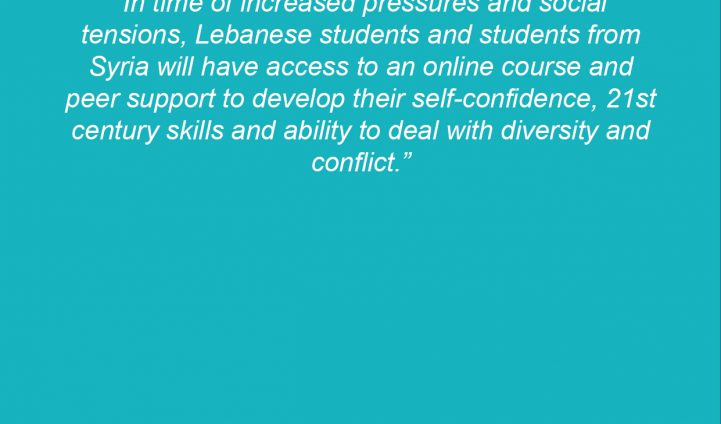 "In time of increased pressures and social
tensions, Lebanese students and students from
Syria will have access to an online course and
peer support to develop their self-confidence, 21st
century skills and ability to deal with diversity and
conflict.”